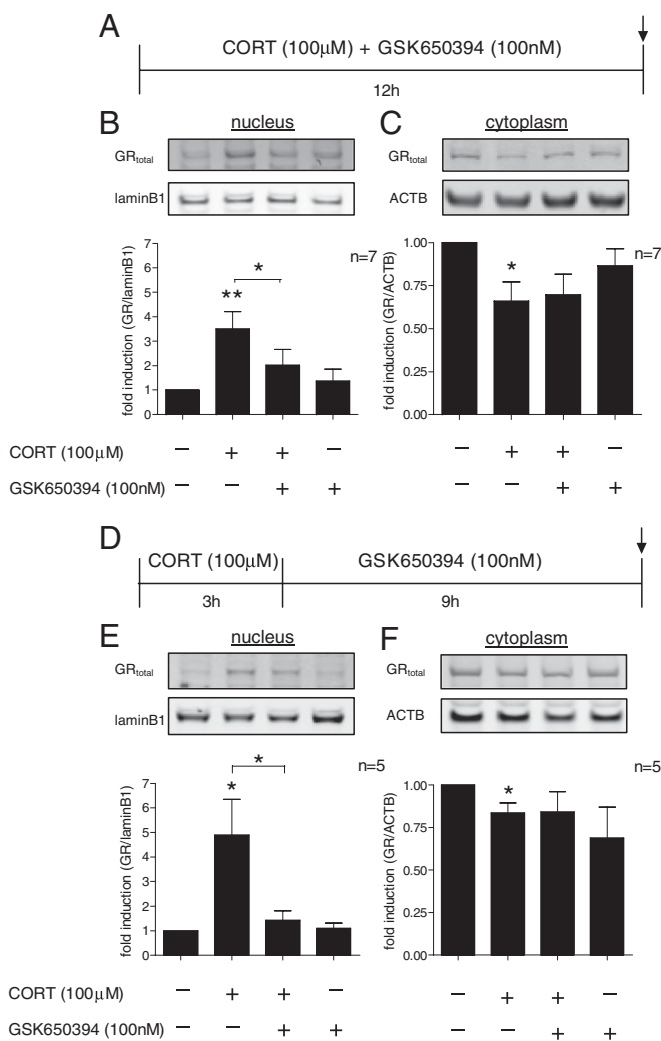 A
CORT (100μM) + GSK650394 (100nM)
12h
B
nucleus
GRtotal
laminB1
C
cytoplasm
GRtotal
ACTB
n=7
fold induction (GR/laminB1)
7
6
5
4
3
2
1
0
**
*
n=7
fold induction (GR/ACTB)
1.00
0.75
0.50
0.25
0.00
*
CORT (100μM) − + + − − + + −
GSK650394 (100nM) − − + + − − + +
D
CORT (100μM) GSK650394 (100nM)
3h 9h
E
nucleus
GRtotal
laminB1
F
cytoplasm
GRtotal
ACTB
n=5
fold induction (GR/laminB1)
7
6
5
4
3
2
1
0
*
*
n=5
fold induction (GR/ACTB)
1.00
0.75
0.50
0.25
0.00
*
CORT (100μM) − + + − − + + −
GSK650394 (100nM) − − + + − − + +